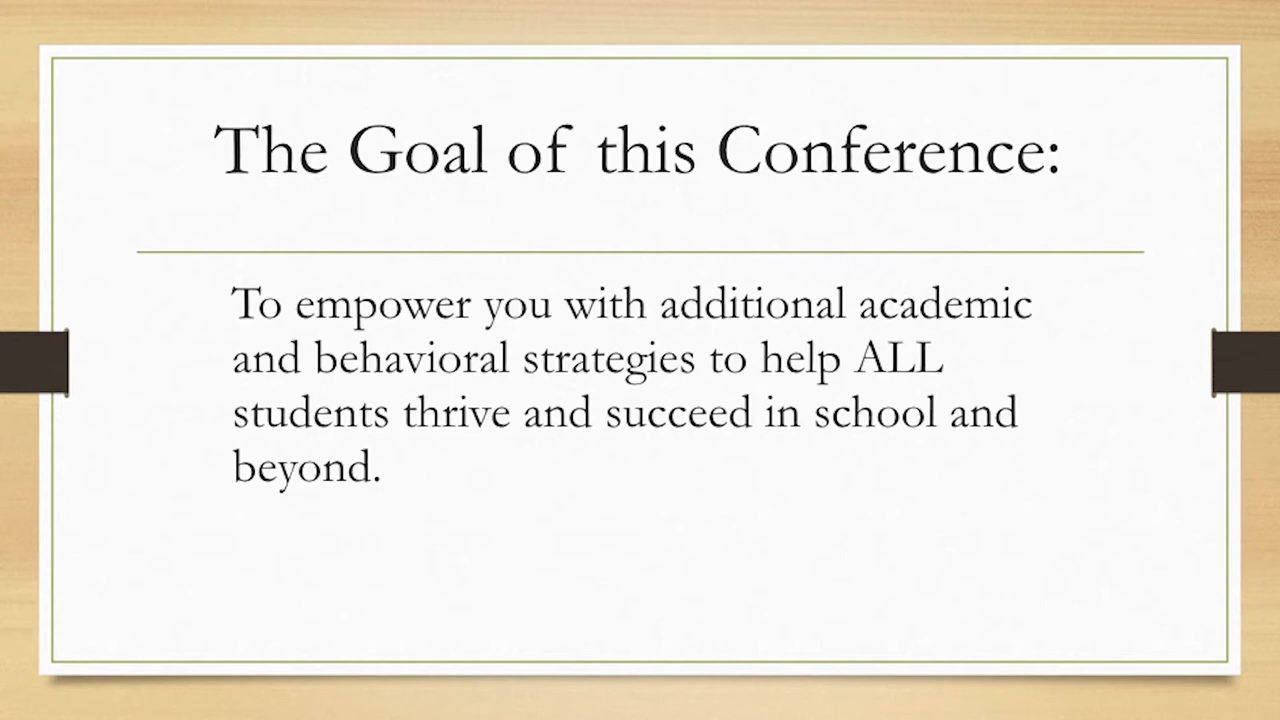 The Goal of this Conference:
To empower you with additional academic
and behavioral strategies to help ALL
students thrive and succeed in school and
beyond.